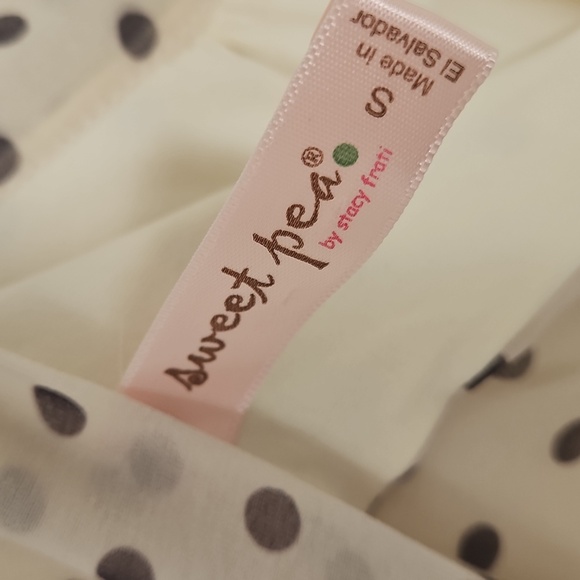 sweet pea®
by stacy frati
S
Made in
El Salvador